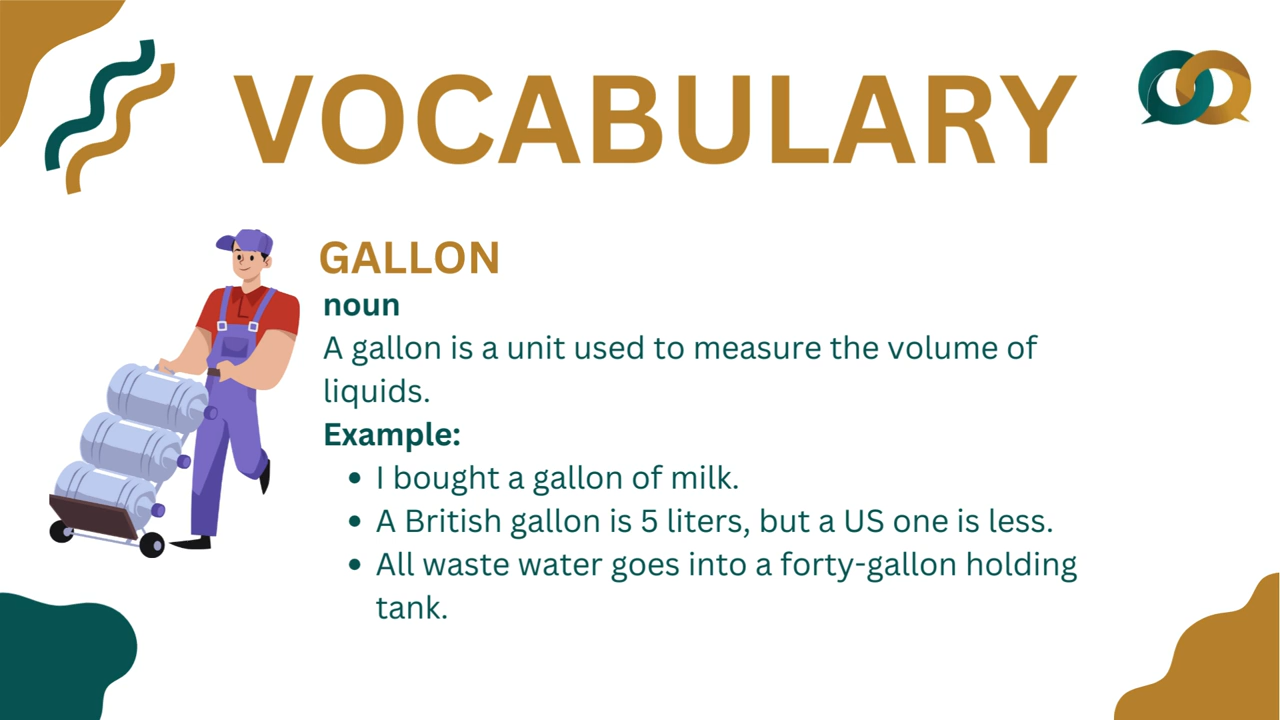 VOCABULARY
GALLON
noun
A gallon is a unit used to measure the volume of
liquids.
Example:
• I bought a gallon of milk.
• A British gallon is 5 liters, but a US one is less.
• All waste water goes into a forty-gallon holding
tank.